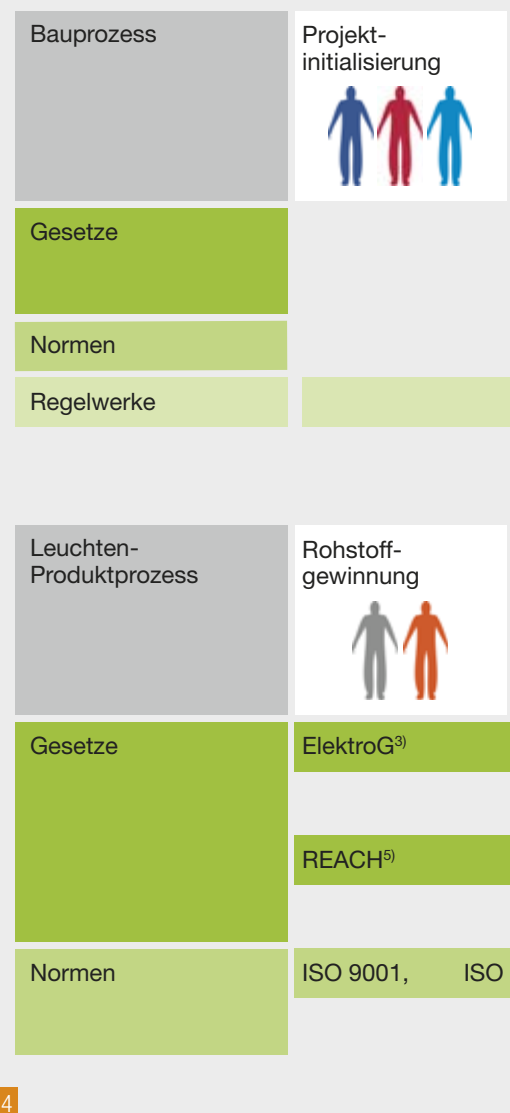 Bauprozess
Projekt-
initialisierung
Gesetze
Normen
Regelwerke
Leuchten-
Produktprozess
Rohstoff-
gewinnung
Gesetze
ElektroG3)
REACH5)
Normen
ISO 9001, ISO
4